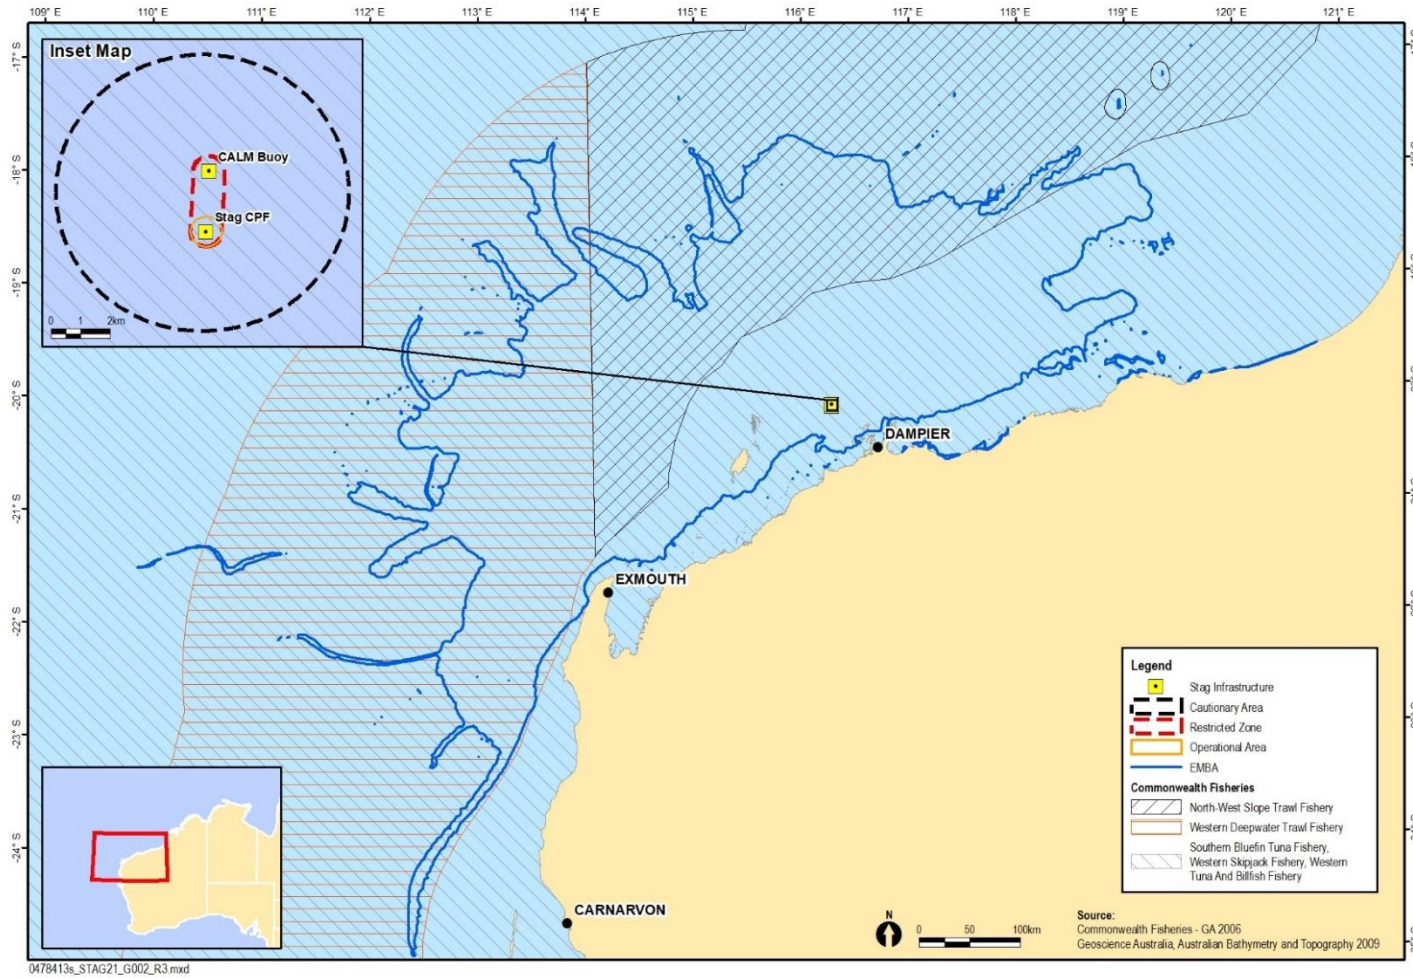 109° E 110° E 111° E 112° E 113° E 114° E 115° E 116° E 117° E 118° E 119° E 120° E 121° E
Inset Map
CALM Buoy
Stag CPF
0 1 2km
-17° S
-18° S
-19° S
-20° S
-21° S
-22° S
-23° S
-24° S
DAMPIER
EXMOUTH
CARNARVON
Legend
Stag Infrastructure
Cautionary Area
Restricted Zone
Operational Area
EMBA
Commonwealth Fisheries
North-West Slope Trawl Fishery
Western Deepwater Trawl Fishery
Southern Bluefin Tuna Fishery,
Western Skipjack Fishery, Western
Tuna And Billfish Fishery
N
0 50 100km
Source:
Commonwealth Fisheries - GA 2006
Geoscience Australia, Australian Bathymetry and Topography 2009
0478413s_STAG21_G002_R3.mxd